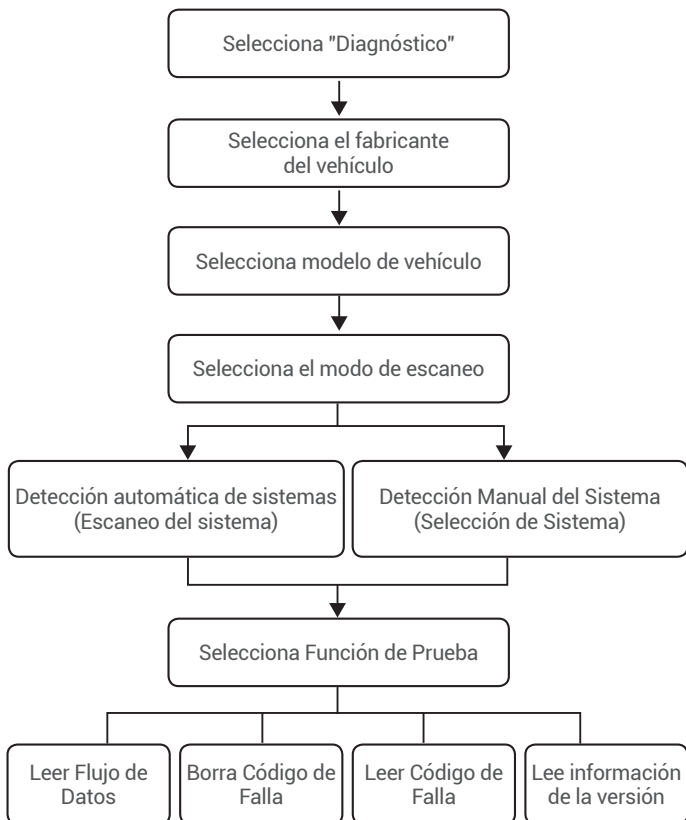 Selecciona "Diagnóstico"
Selecciona el fabricante
del vehículo
Selecciona modelo de vehículo
Selecciona el modo de escaneo
Detección automática de sistemas
(Escaneo del sistema)
Detección Manual del Sistema
(Selección de Sistema)
Selecciona Función de Prueba
Leer Flujo de
Datos
Borra Código de
Falla
Leer Código de
Falla
Lee información
de la versión